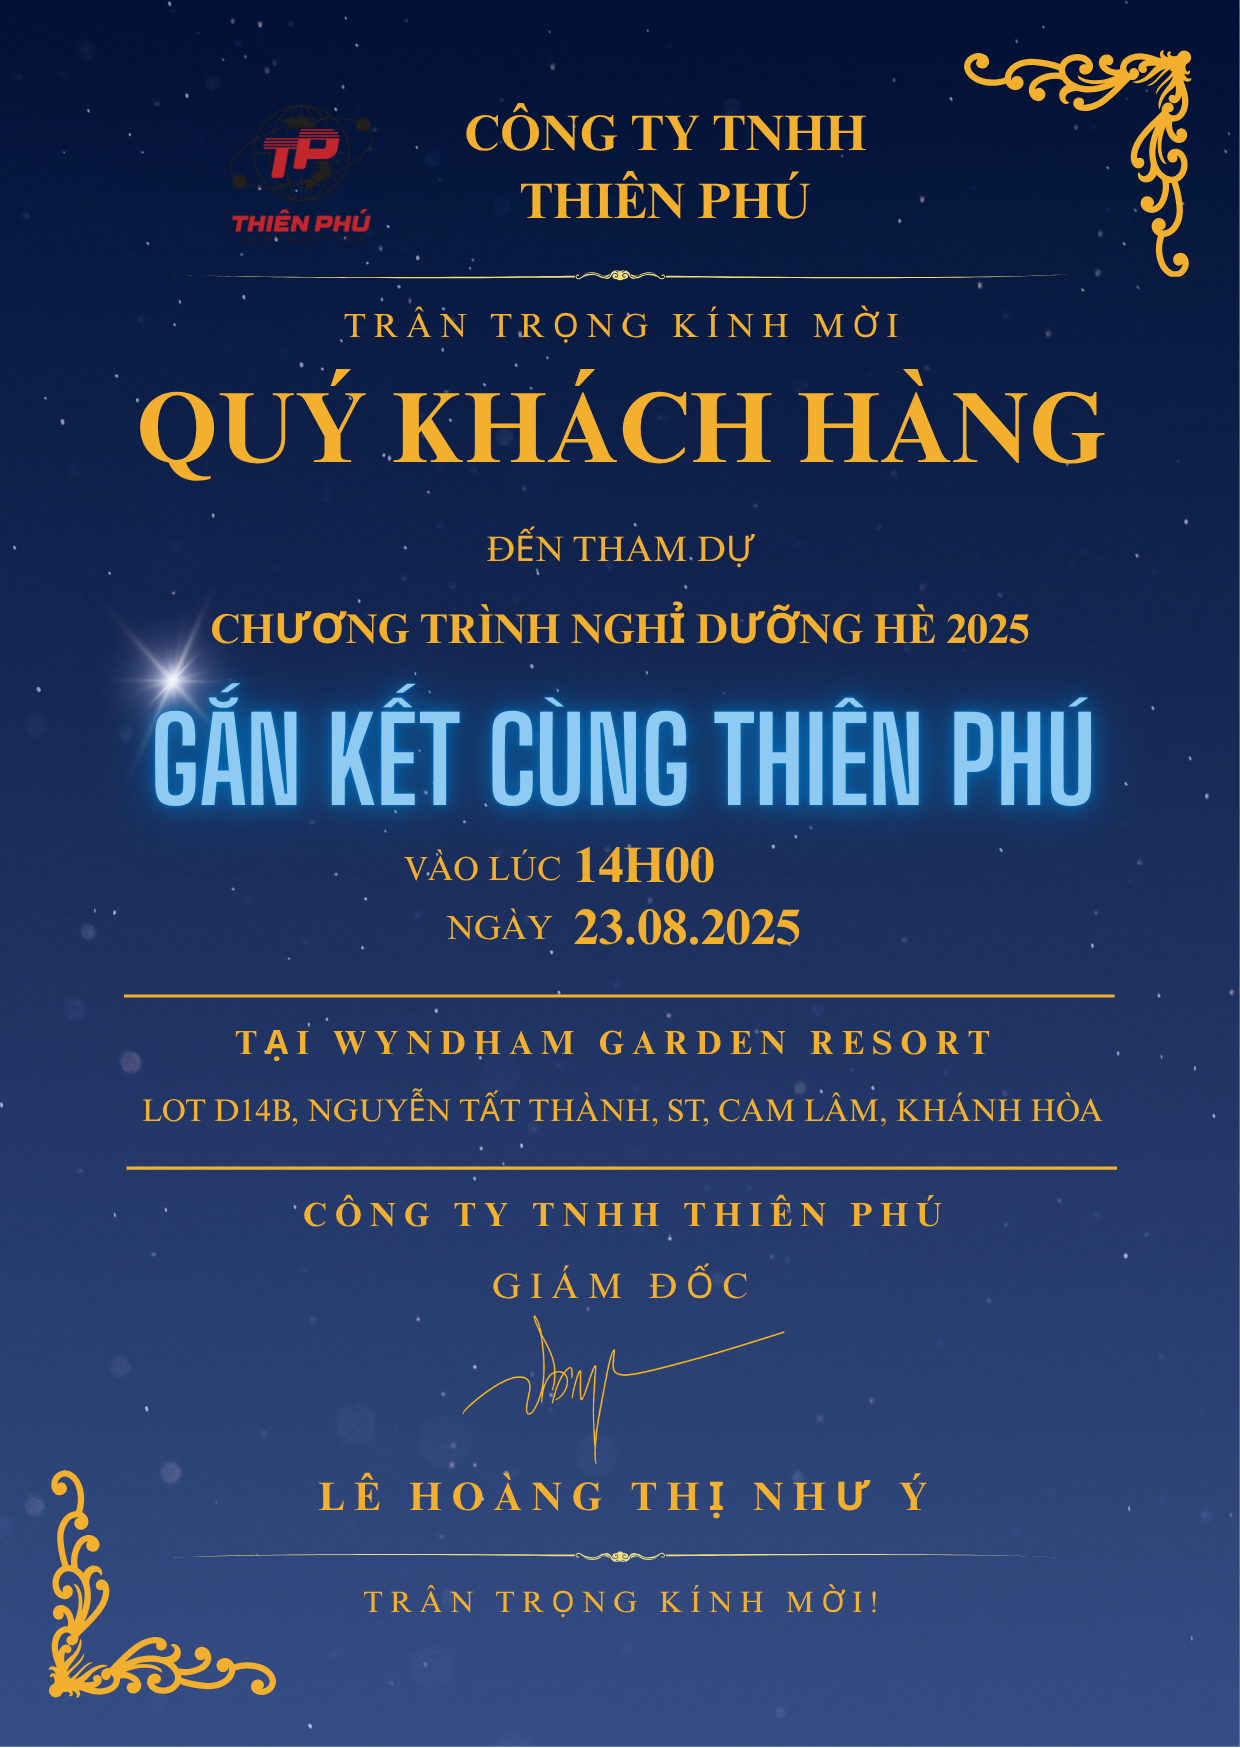 TP
THIÊN PHÚ
CÔNG TY TNHH
THIÊN PHÚ
TRÂN TRỌNG KÍNH MỜI
QUÝ KHÁCH HÀNG
ĐẾN THAM DỰ
CHƯƠNG TRÌNH NGHỈ DƯỠNG HÈ 2025
GẮN KẾT CÙNG THIÊN PHÚ
VÀO LÚC 14H00
NGÀY 23.08.2025
TẠI WYNDHAM GARDEN RESORT
LOT D14B, NGUYỄN TẤT THÀNH, ST, CAM LÂM, KHÁNH HÒA
CÔNG TY TNHH THIÊN PHÚ
GIÁM ĐỐC
LÊ HOÀNG THỊ NHƯ Ý
TRÂN TRỌNG KÍNH MỜI!